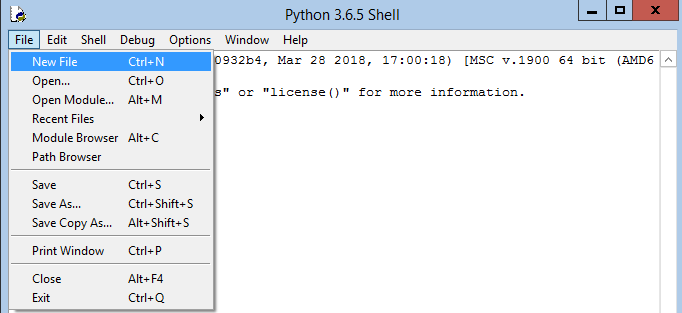 Python 3.6.5 Shell
File Edit Shell Debug Options Window Help
0932b4, Mar 28 2018, 17:00:18) [MSC v.1900 64 bit (AMD6
s" or "license()" for more information.
New File Ctrl+N
Open... Ctrl+O
Open Module... Alt+M
Recent Files
Module Browser Alt+C
Path Browser
Save Ctrl+S
Save As... Ctrl+Shift+S
Save Copy As... Alt+Shift+S
Print Window Ctrl+P
Close Alt+F4
Exit Ctrl+Q